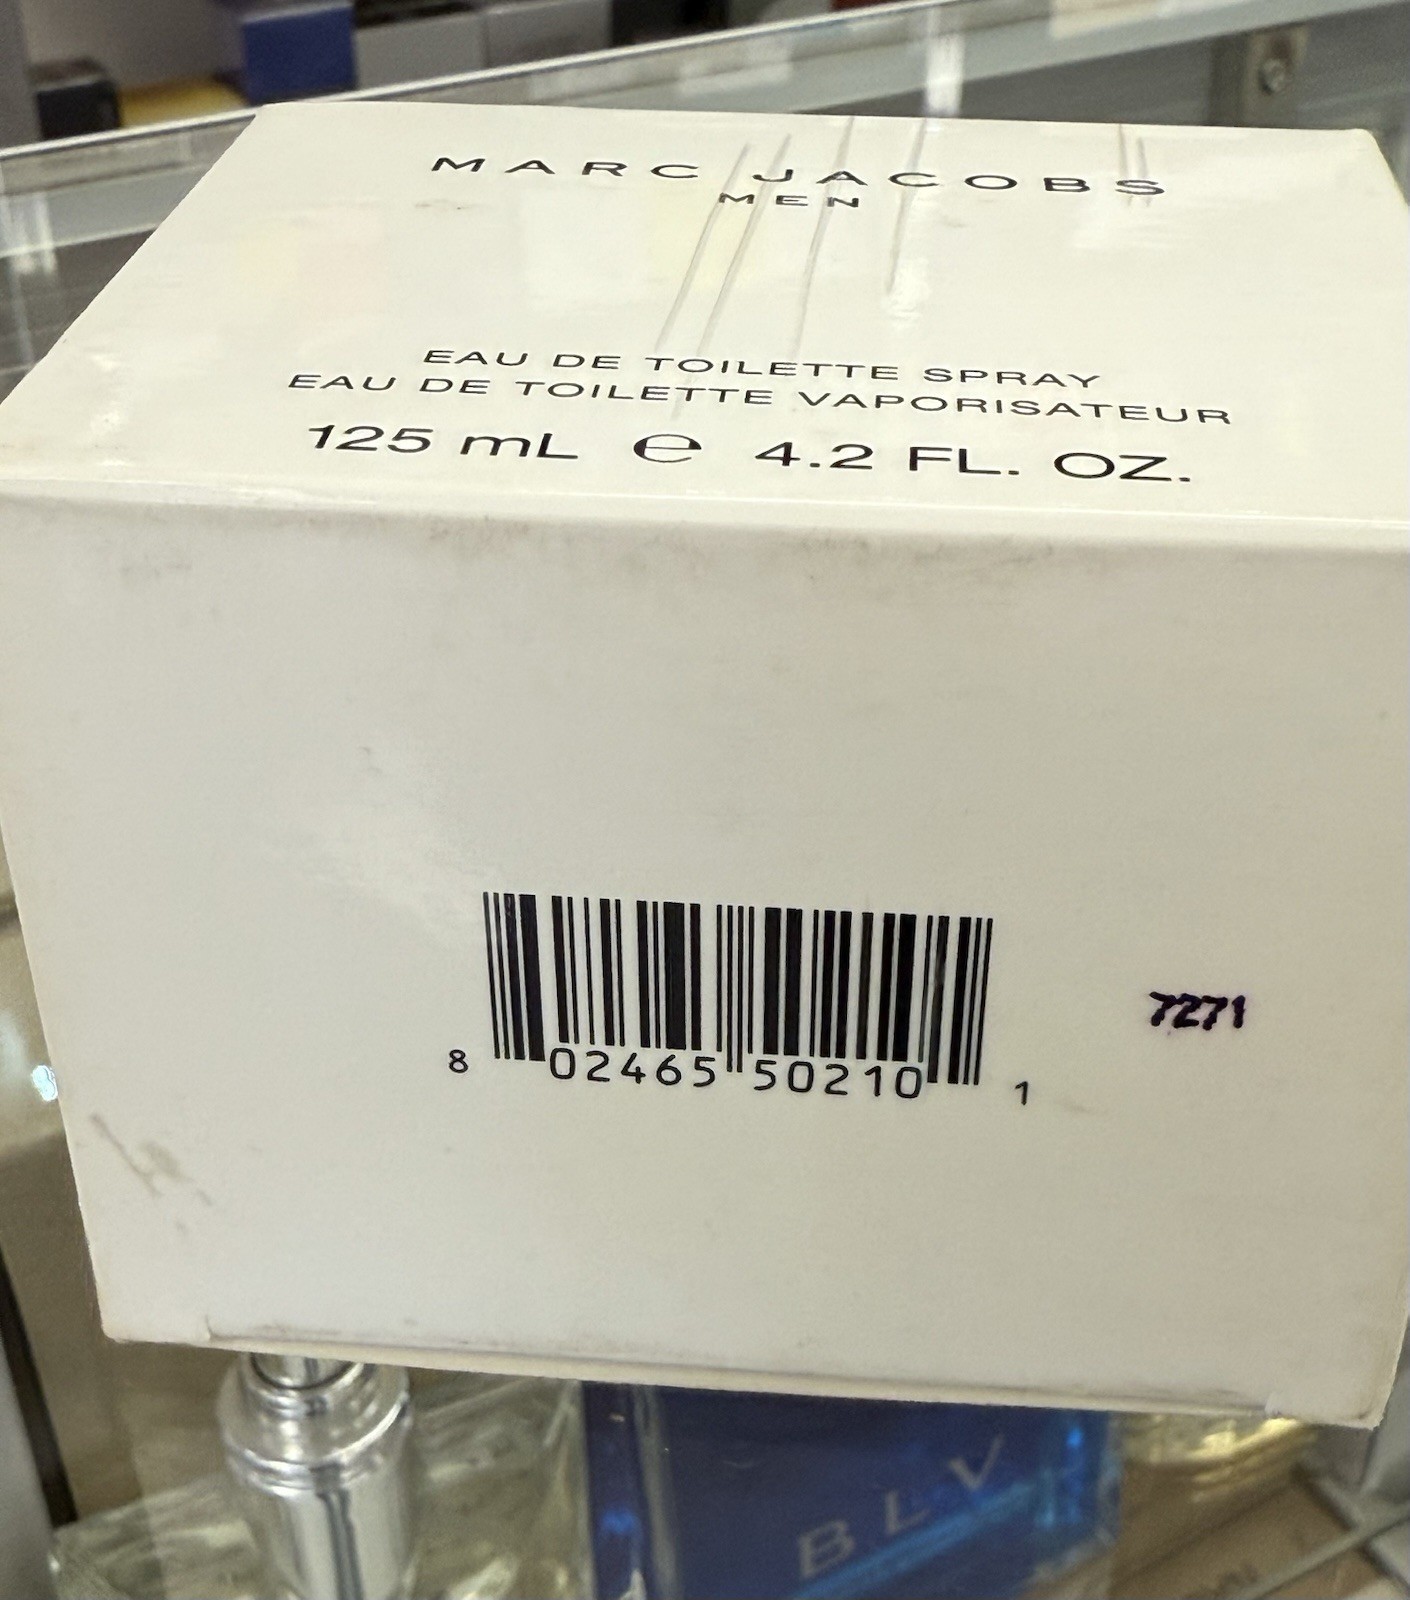 MARC JACOBS
MEN
EAU DE TOILETTE SPRAY
EAU DE TOILETTE VAPORISATEUR
125 mL ℮ 4.2 FL. OZ.
7271
8 02465 50210 1
BLV